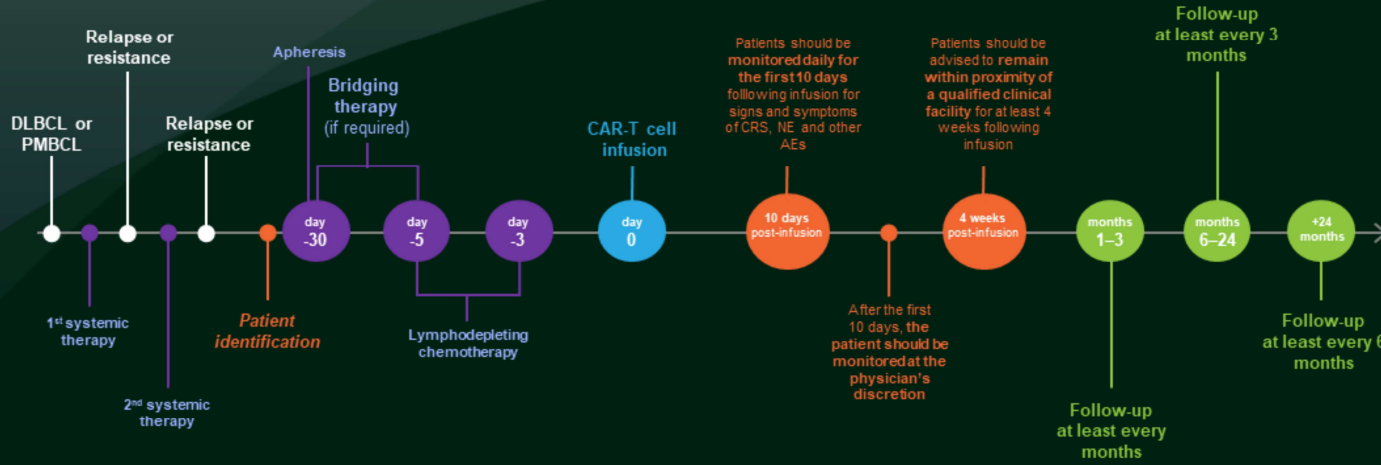 DLBCL or
PMBCL
1st systemic
therapy
Relapse or
resistance
2nd systemic
therapy
Relapse or
resistance
Patient
identification
Apheresis
Bridging
therapy
(if required)
day
-30
day
-5
day
-3
Lymphodepleting
chemotherapy
CAR-T cell
infusion
day
0
Patients should be
monitored daily for
the first 10 days
folllowing infusion for
signs and symptoms
of CRS, NE and other
AEs
10 days
post-infusion
After the first
10 days, the
patient should be
monitored at the
physician's
discretion
Patients should be
advised to remain
within proximity of
a qualified clinical
facility for at least 4
weeks following
infusion
4 weeks
post-infusion
months
1–3
Follow-up
at least every
months
Follow-up
at least every 3
months
months
6–24
+24
months
Follow-up
at least every 6
months